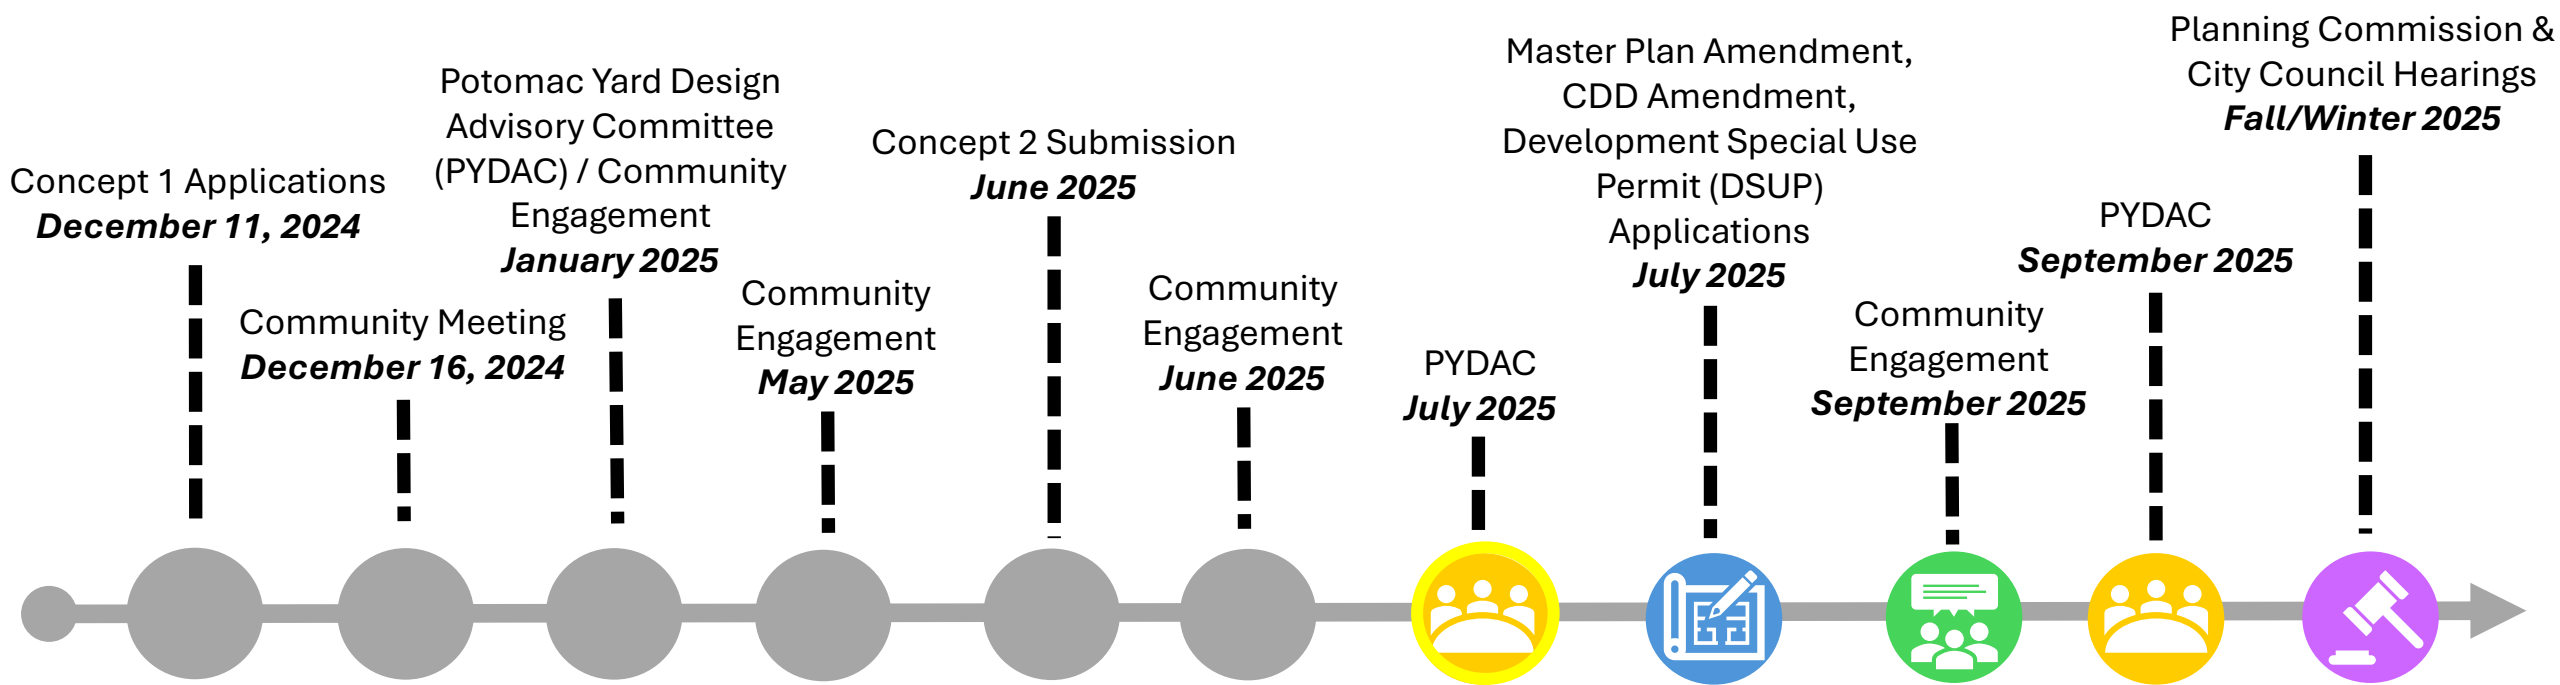 Concept 1 Applications
December 11, 2024
Community Meeting
December 16, 2024
Potomac Yard Design
Advisory Committee
(PYDAC) / Community
Engagement
January 2025
Community
Engagement
May 2025
Concept 2 Submission
June 2025
Community
Engagement
June 2025
PYDAC
July 2025
Master Plan Amendment,
CDD Amendment,
Development Special Use
Permit (DSUP)
Applications
July 2025
Community
Engagement
September 2025
PYDAC
September 2025
Planning Commission &
City Council Hearings
Fall/Winter 2025